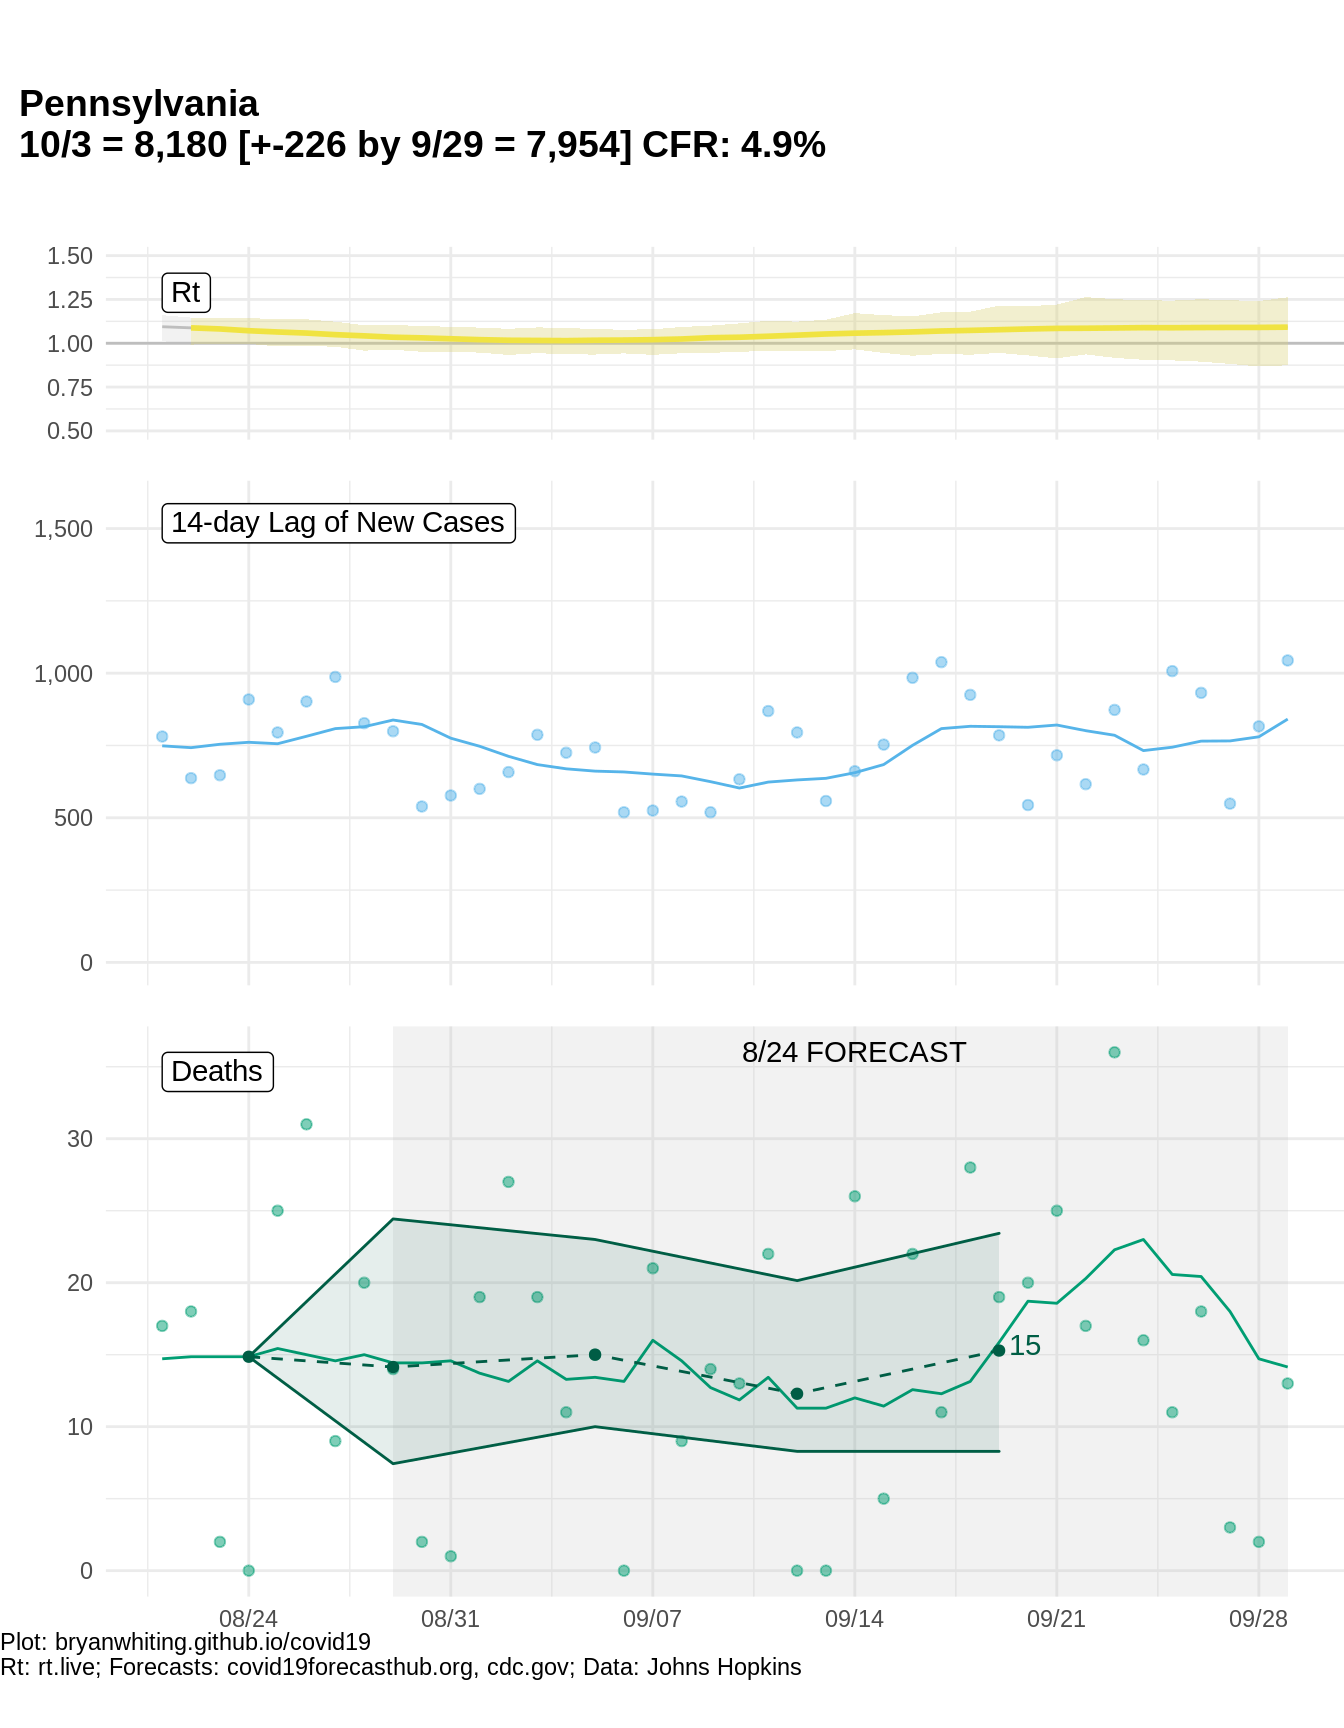 Pennsylvania
10/3 = 8,180 [+-226 by 9/29 = 7,954] CFR: 4.9%
1.50
1.25
1.00
0.75
0.50
Rt
1,500
1,000
500
0
14-day Lag of New Cases
8/24 FORECAST
Deaths
30
20
10
0
15
08/24
08/31
09/07
09/14
09/21
09/28
Plot: bryanwhiting.github.io/covid19
Rt: rt.live; Forecasts: covid19forecasthub.org, cdc.gov; Data: Johns Hopkins